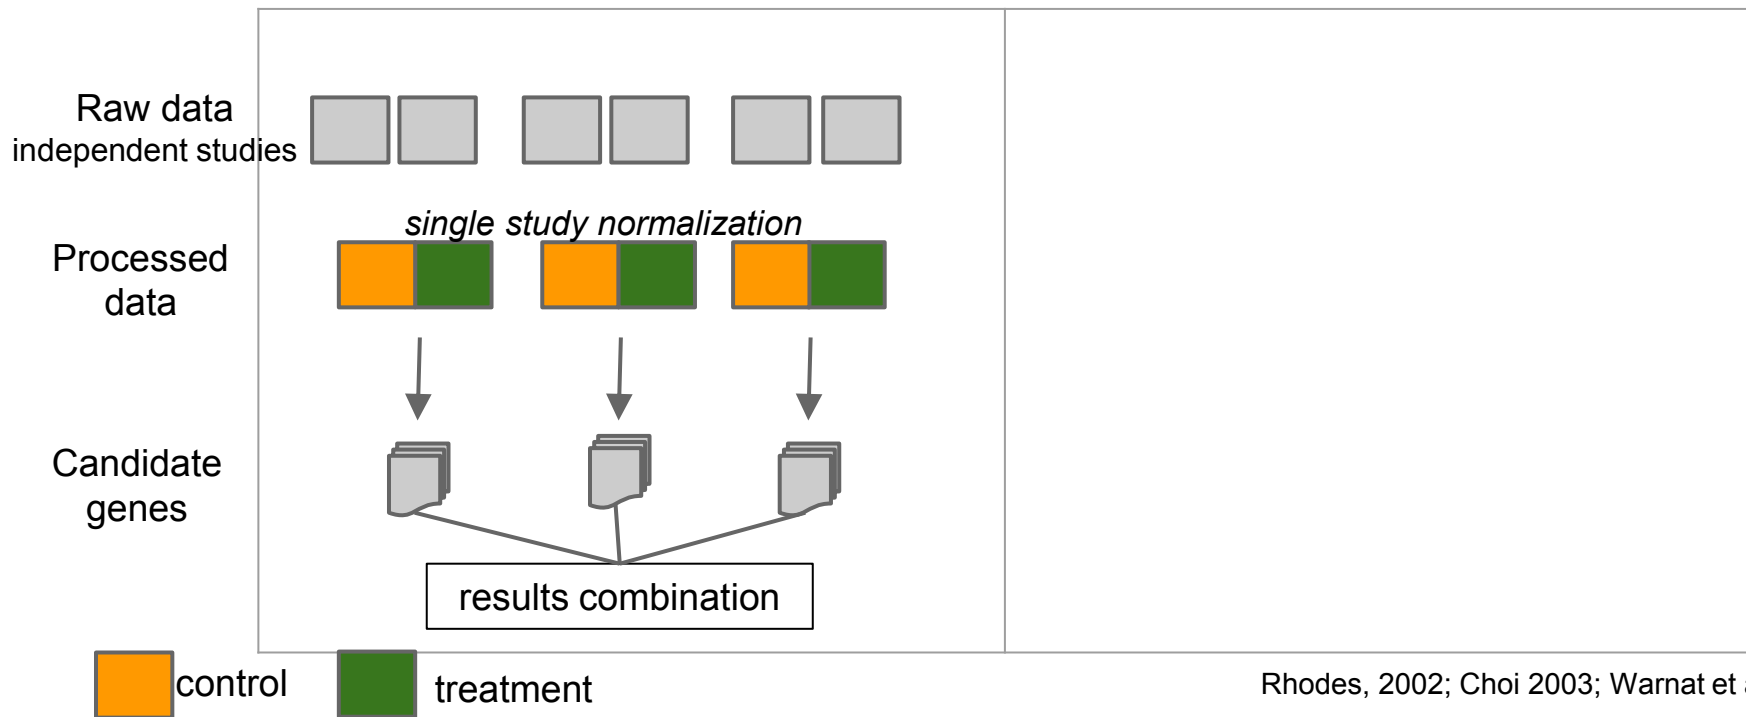 Raw data
independent studies
single study normalization
Processed
data
Candidate
genes
results combination
control
treatment
Rhodes, 2002; Choi 2003; Warnat et